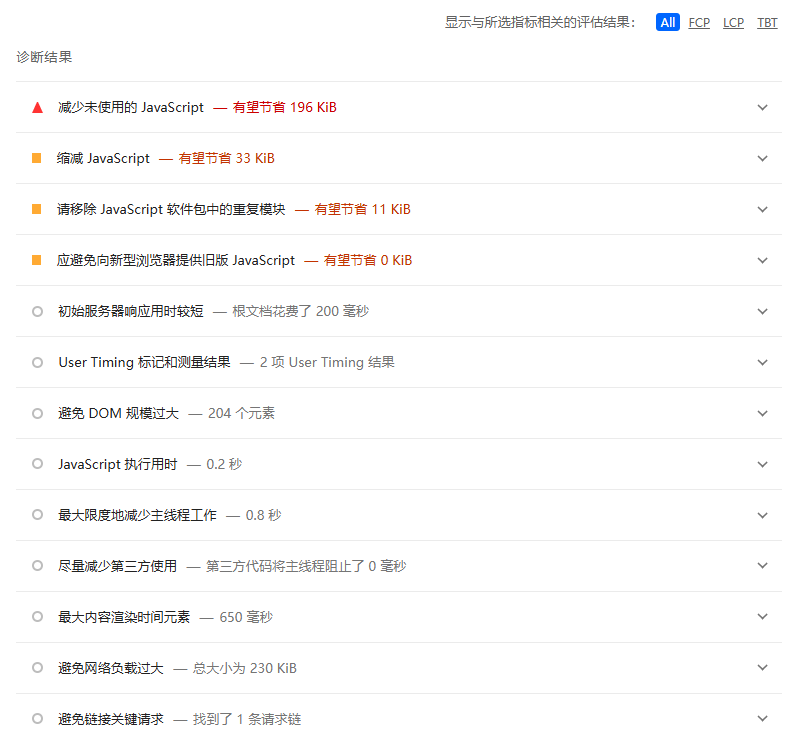 显示与所选指标相关的评估结果： All FCP LCP TBT
诊断结果
减少未使用的 JavaScript — 有望节省 196 KiB
缩减 JavaScript — 有望节省 33 KiB
请移除 JavaScript 软件包中的重复模块 — 有望节省 11 KiB
应避免向新型浏览器提供旧版 JavaScript — 有望节省 0 KiB
初始服务器响应用时较短 — 根文档花费了 200 毫秒
User Timing 标记和测量结果 — 2 项 User Timing 结果
避免 DOM 规模过大 — 204 个元素
JavaScript 执行用时 — 0.2 秒
最大限度地减少主线程工作 — 0.8 秒
尽量减少第三方使用 — 第三方代码将主线程阻止了 0 毫秒
最大内容渲染时间元素 — 650 毫秒
避免网络负载过大 — 总大小为 230 KiB
避免链接关键请求 — 找到了 1 条请求链